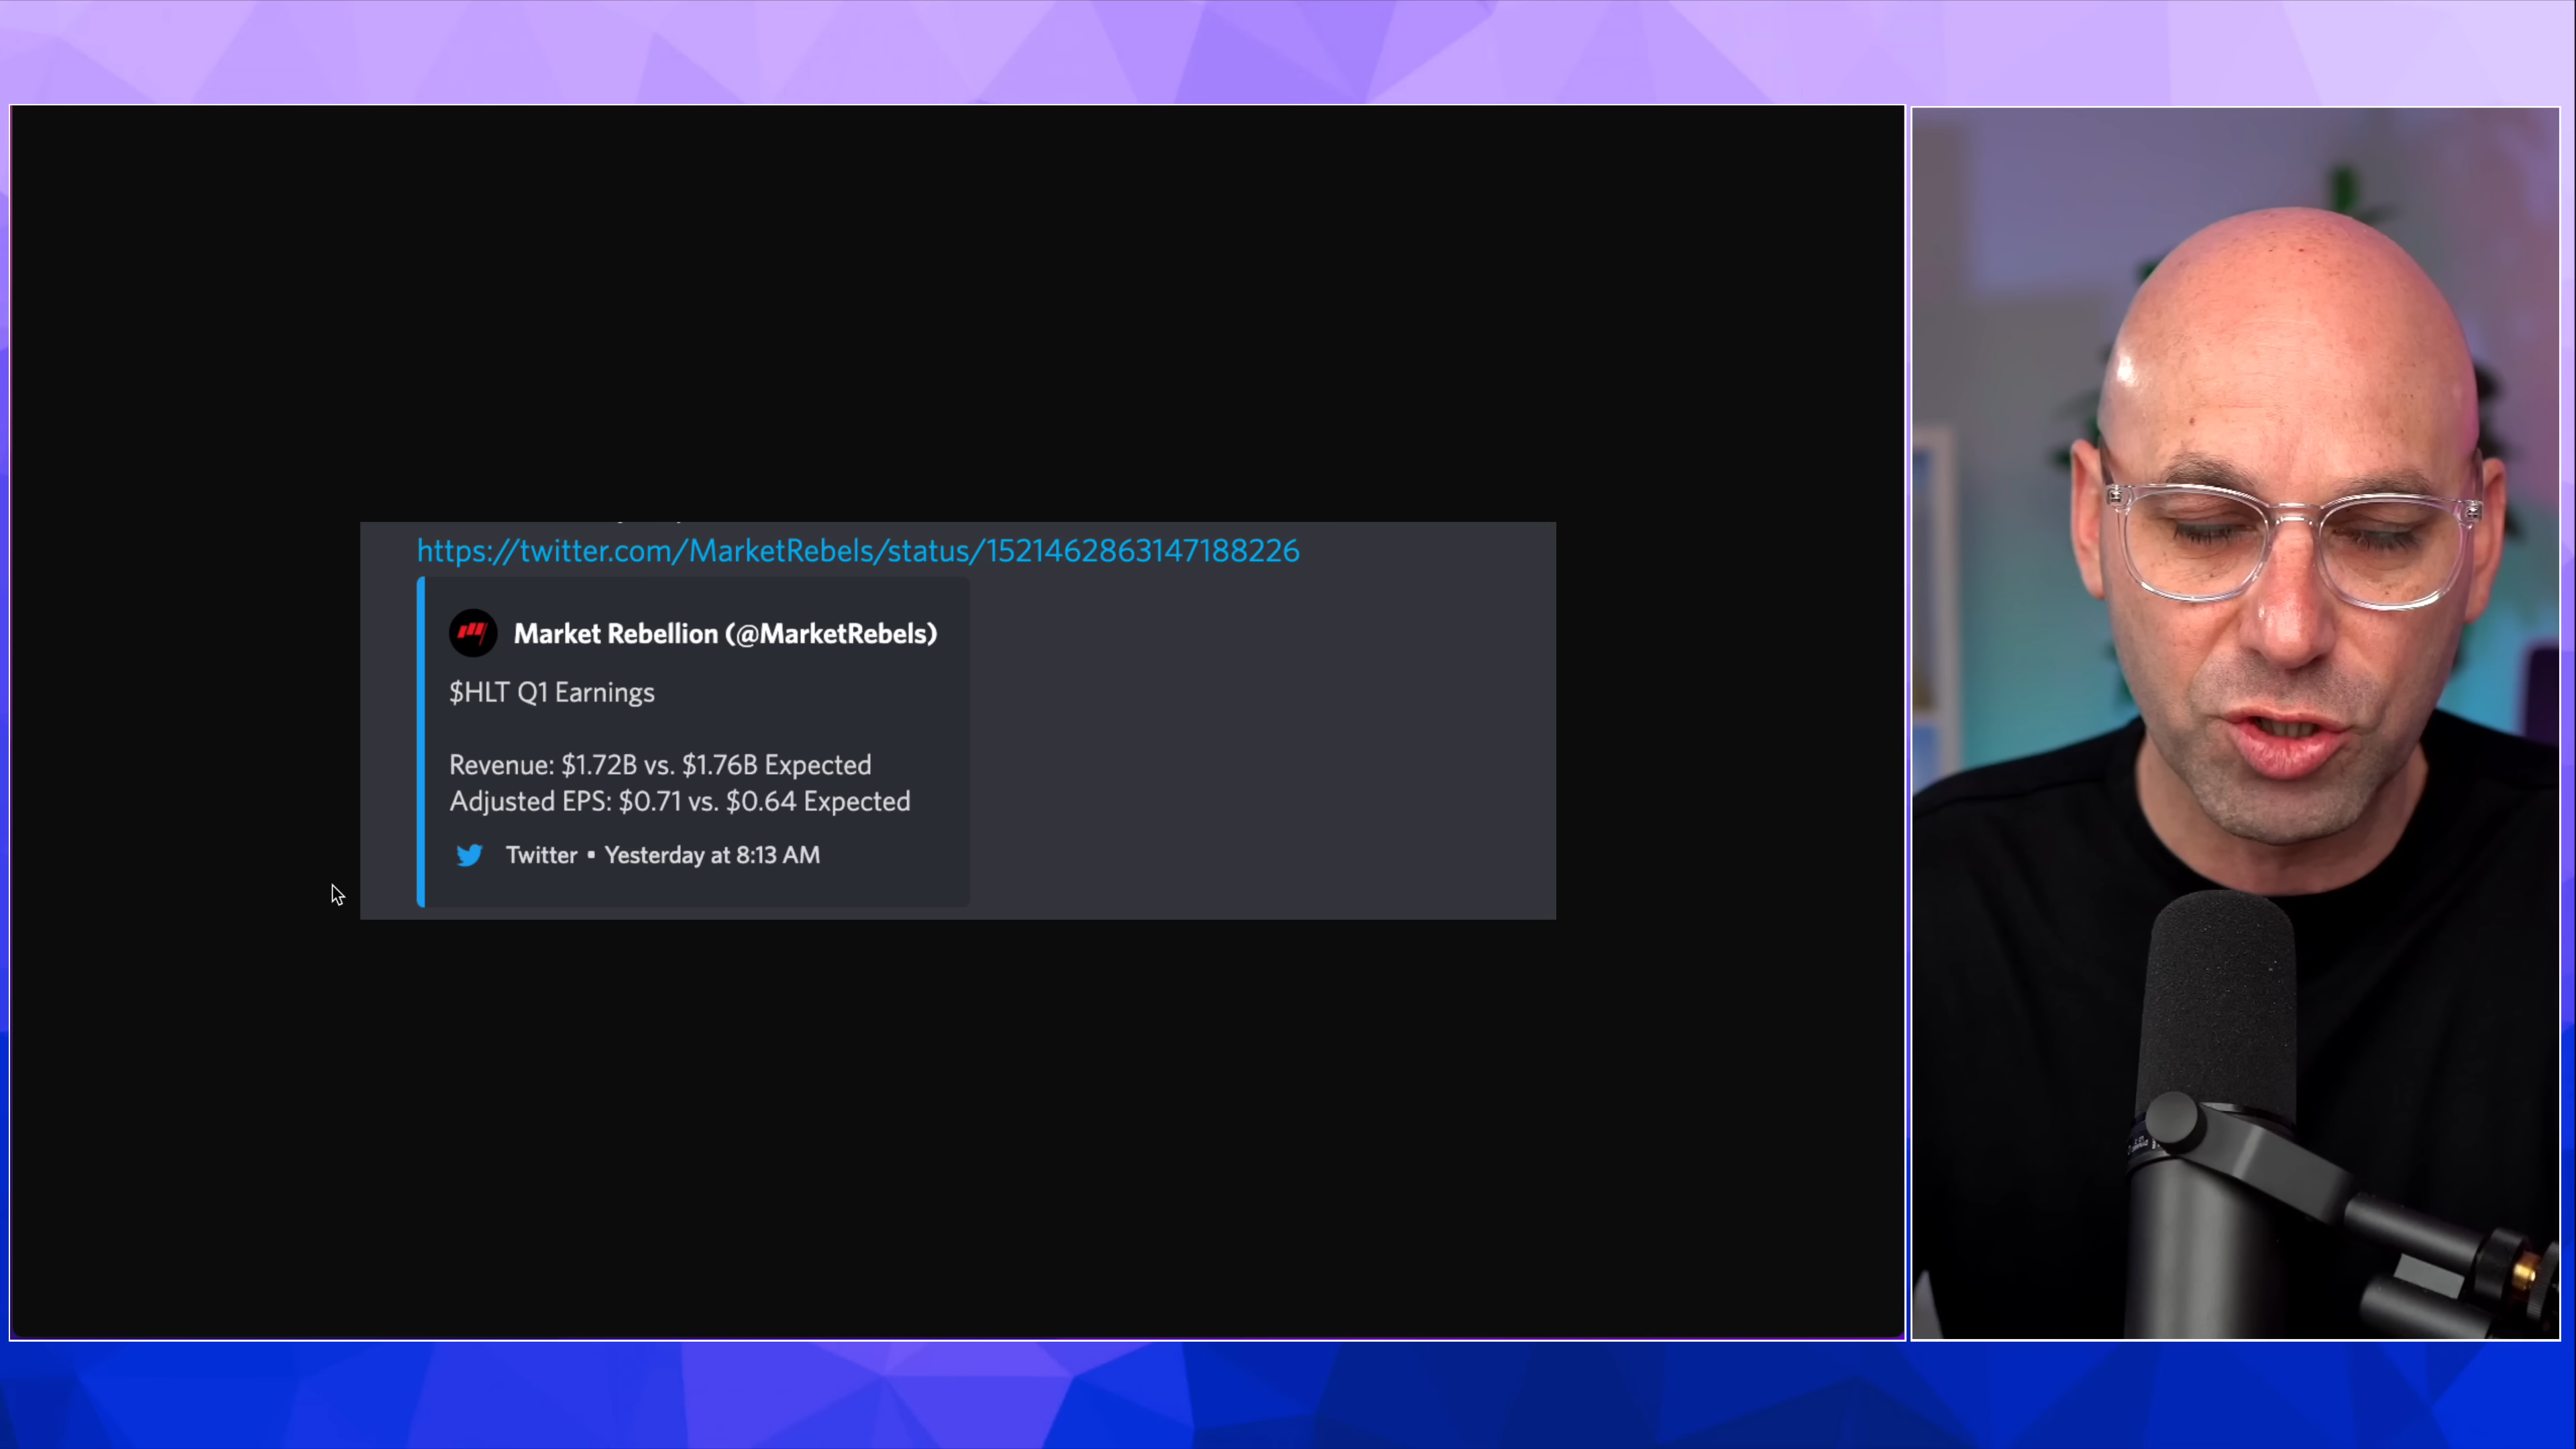 https://twitter.com/MarketRebels/status/1521462863147188226
Market Rebellion (@MarketRebels)
$HLT Q1 Earnings
Revenue: $1.72B vs. $1.76B Expected
Adjusted EPS: $0.71 vs. $0.64 Expected
Twitter • Yesterday at 8:13 AM